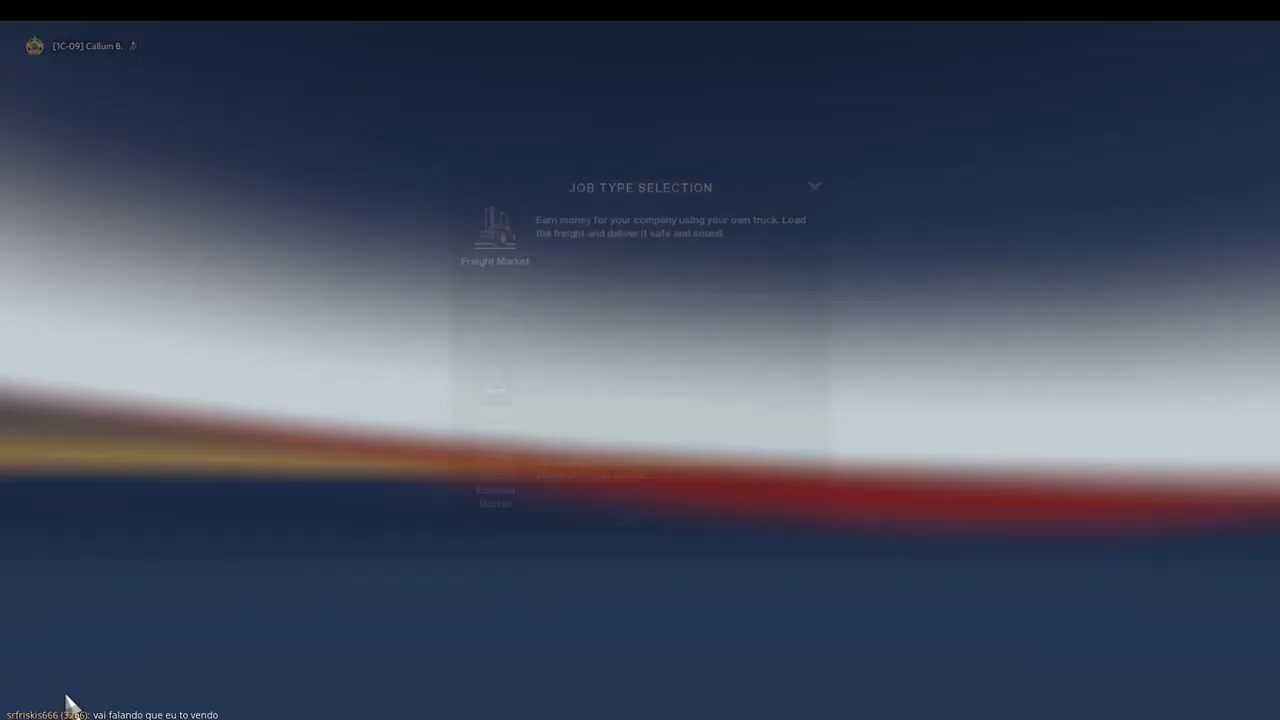 [1C-09] Callum B.
JOB TYPE SELECTION
Earn money for your company using your own truck. Load
the freight and deliver it safe and sound.
Freight Market
External
Market
srfriskis666 (3266): vai falando que eu to vendo